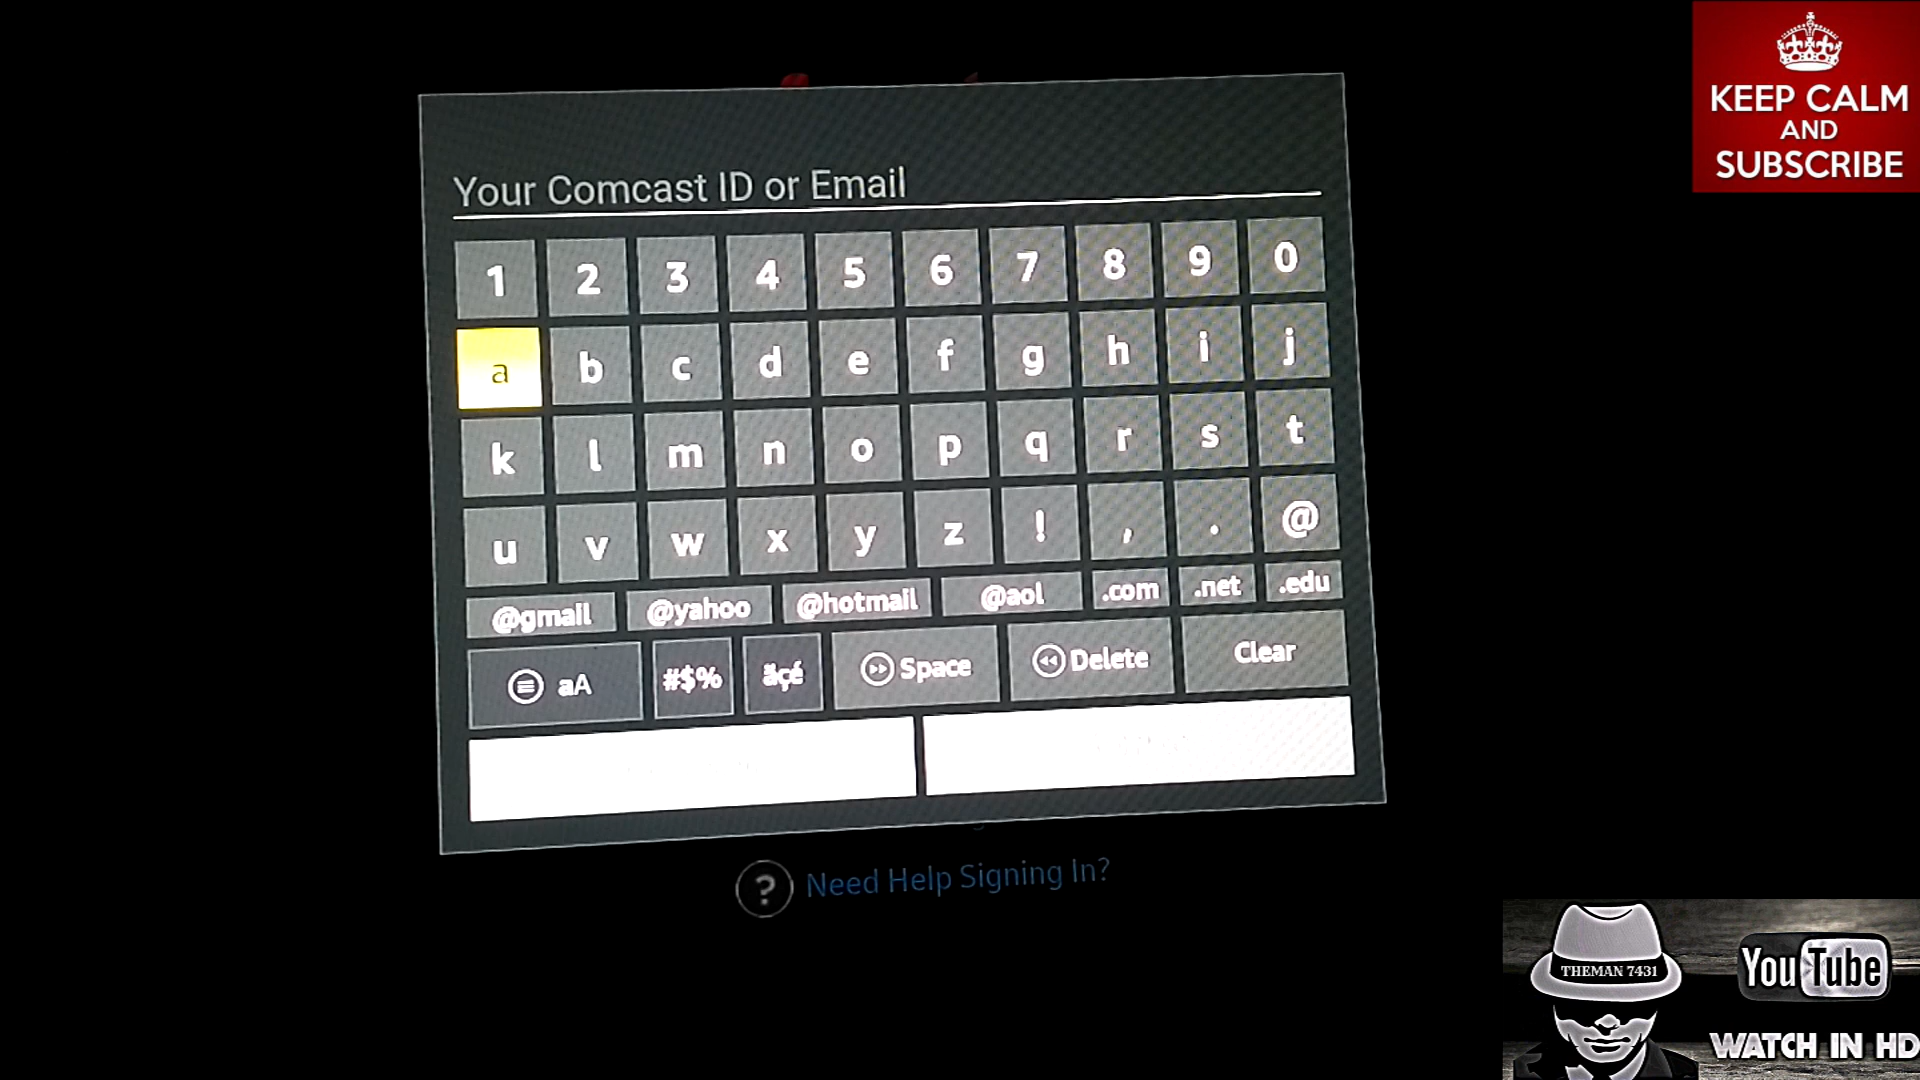 KEEP CALM
AND
SUBSCRIBE
Your Comcast ID or Email
1 2 3 4 5 6 7 8 9 0
a b c d e f g h i j
k l m n o p q r s t
u v w x y z ! , . @
@gmail @yahoo @hotmail @aol .com .net .edu
aA #$% äçé Space Delete Clear
? Need Help Signing In?
THEMAN 7431
YouTube
WATCH IN HD